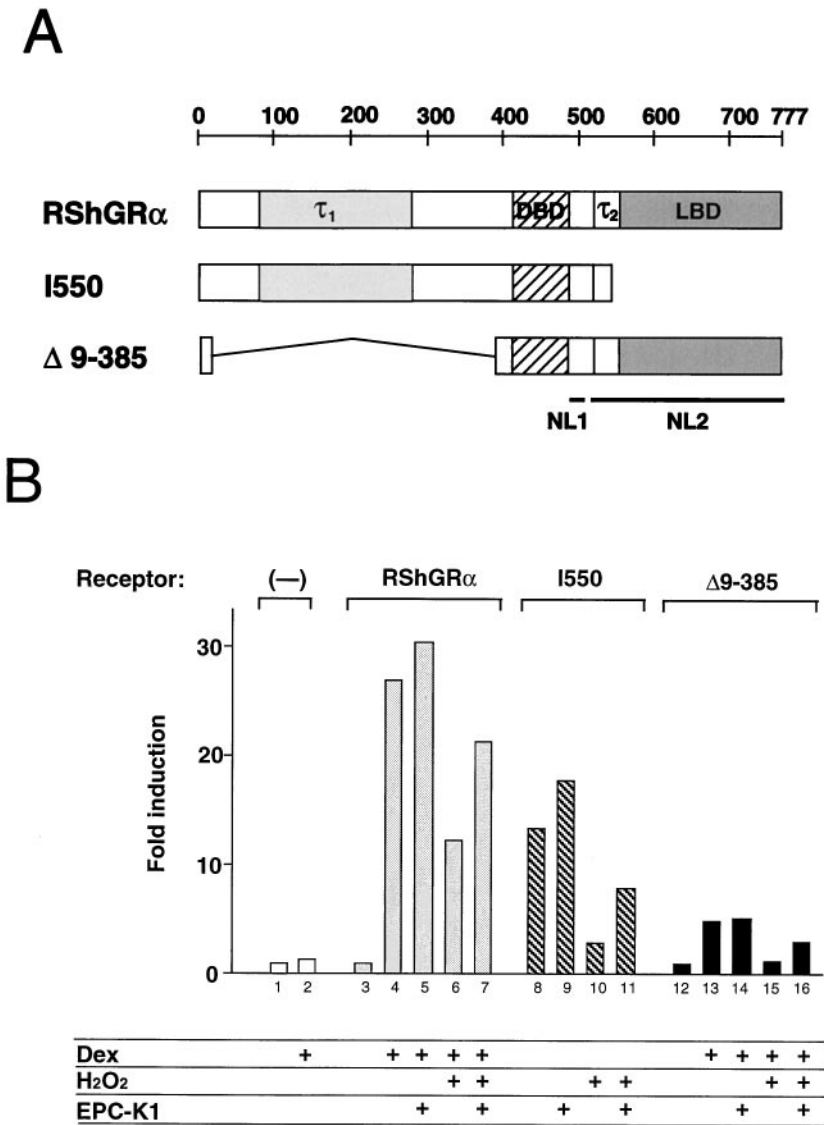 A
0 100 200 300 400 500 600 700 777
RShGRα τ₁ DBD τ₂ LBD
I550
Δ 9-385
NL1 NL2
B
Receptor: (—) RShGRα I550 Δ9-385
Fold induction
30
20
10
0
1 2 3 4 5 6 7 8 9 10 11 12 13 14 15 16
Dex + + + + + + + + +
H₂O₂ + + + + + +
EPC-K1 + + + + + +